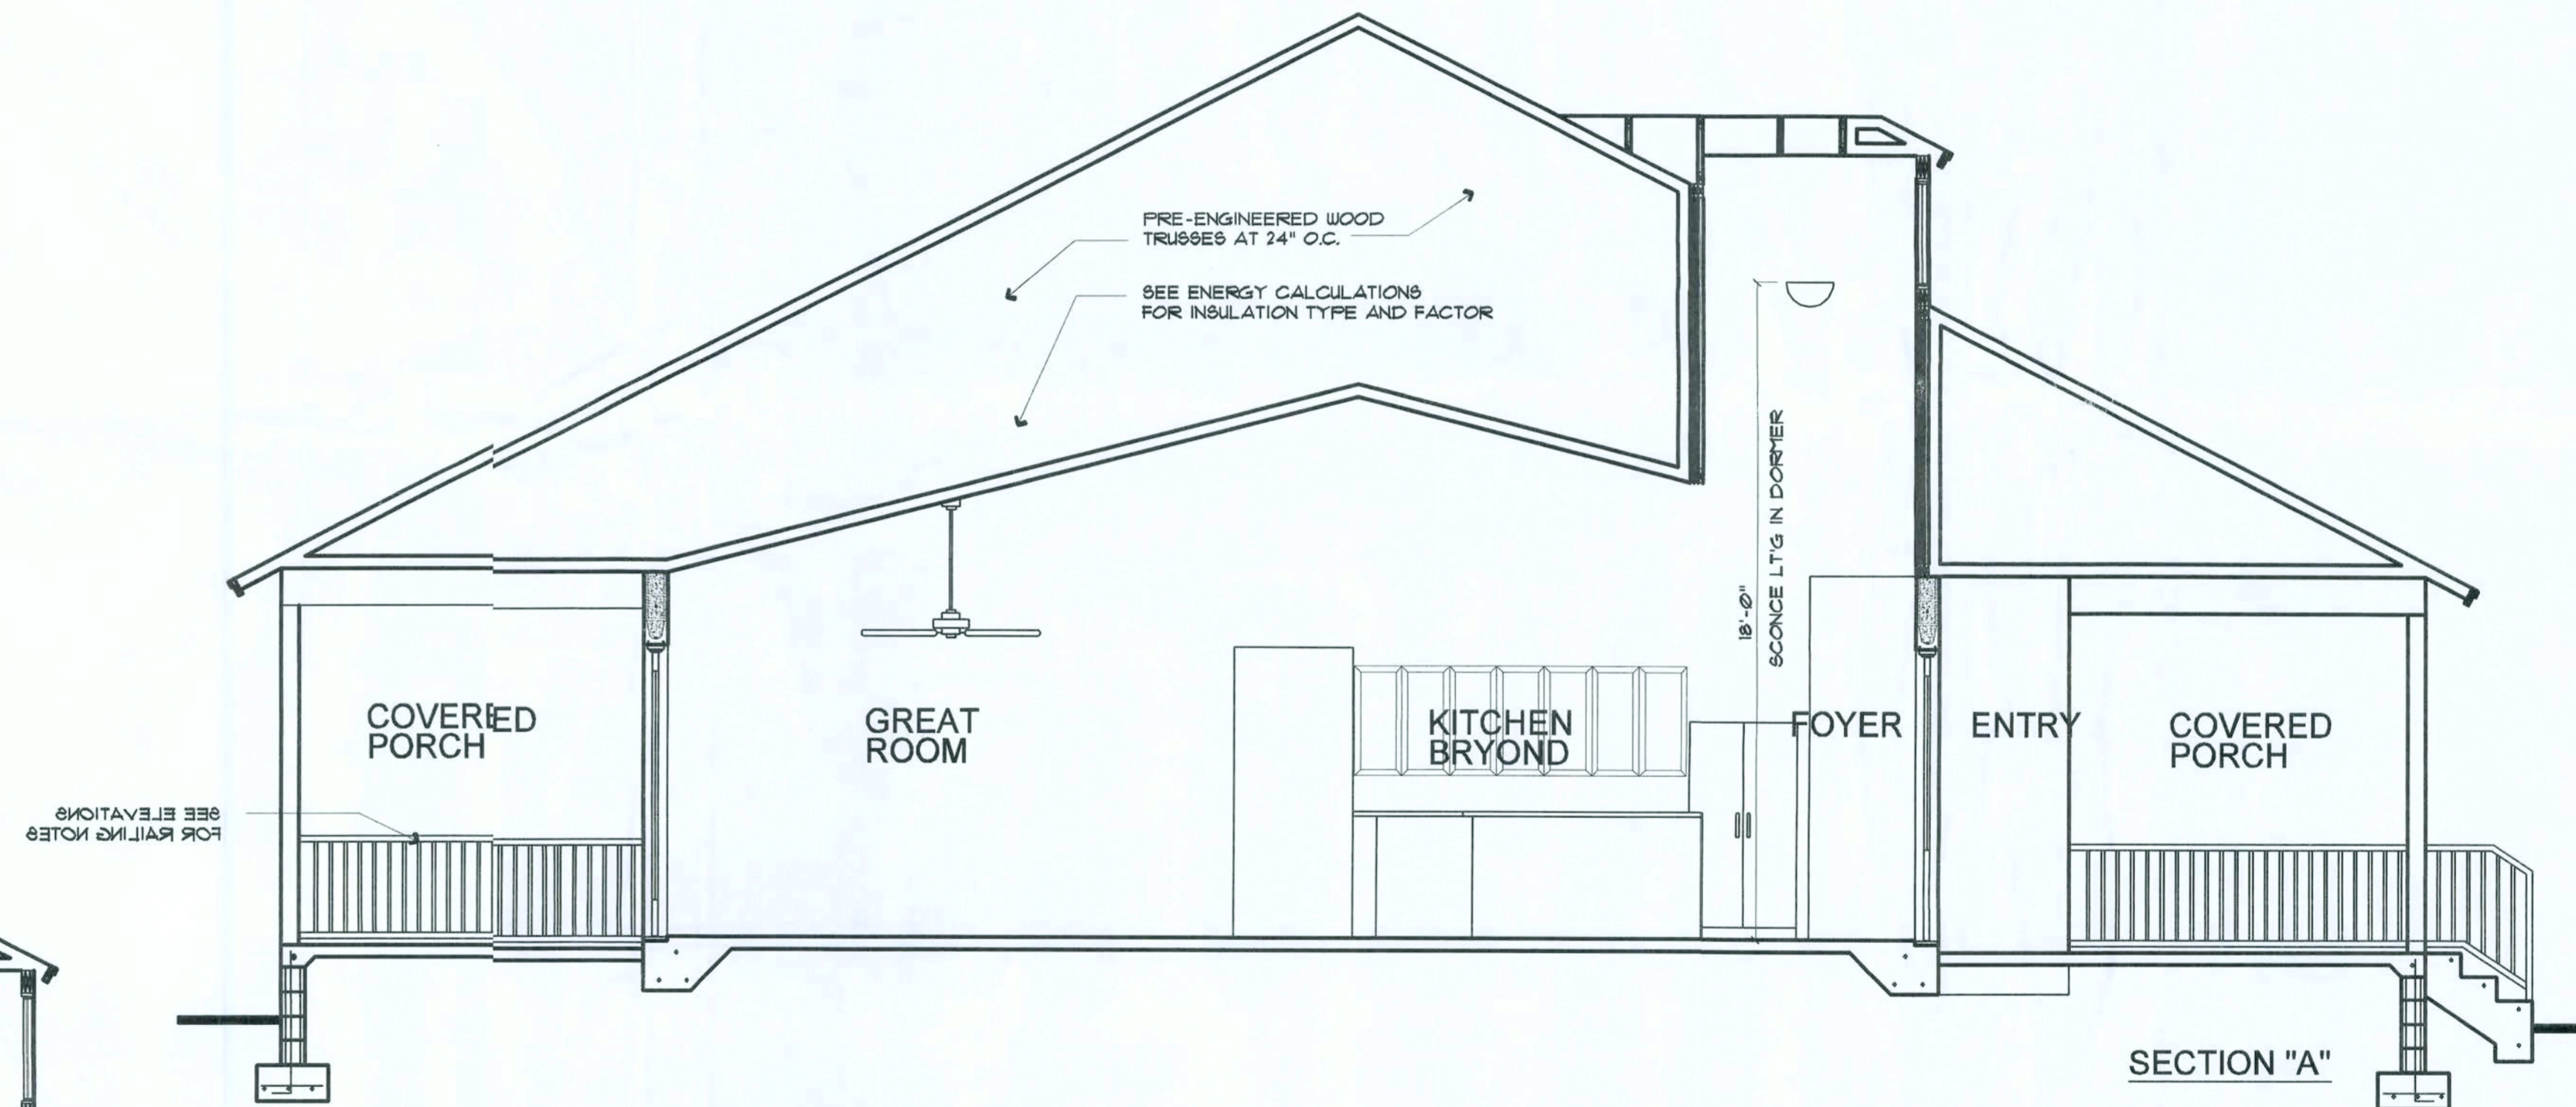 PRE-ENGINEERED WOOD
TRUSSES AT 24" O.C.
SEE ENERGY CALCULATIONS
FOR INSULATION TYPE AND FACTOR
18'-0"
SCONCE LT'G IN DORMER
COVERED
PORCH
GREAT
ROOM
KITCHEN
BRYOND
FOYER
ENTRY
COVERED
PORCH
SEE ELEVATIONS
FOR RAILING NOTES
SECTION "A"